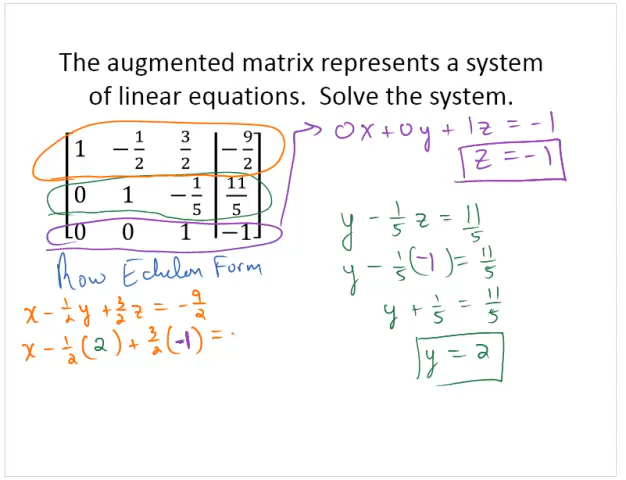 The augmented matrix represents a system
of linear equations. Solve the system.
[1 -1/2 3/2 | -9/2]
[0 1 -1/5 | 11/5]
[0 0 1 | -1]
Row Echelon Form
x - 1/2 y + 3/2 z = -9/2
x - 1/2 (2) + 3/2 (-1) = -
0x + 0y + 1z = -1
z = -1
y - 1/5 z = 11/5
y - 1/5 (-1) = 11/5
y + 1/5 = 11/5
y = 2